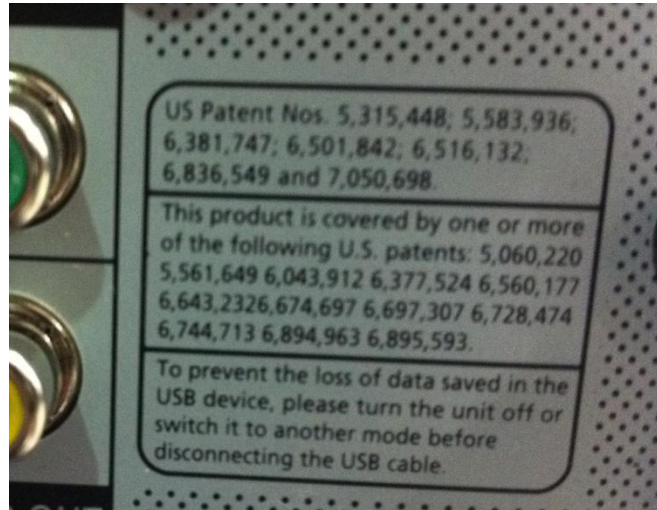 US Patent Nos. 5,315,448; 5,583,936;
6,381,747; 6,501,842; 6,516,132;
6,836,549 and 7,050,698.
This product is covered by one or more
of the following U.S. patents: 5,060,220
5,561,649 6,043,912 6,377,524 6,560,177
6,643,2326,674,697 6,697,307 6,728,474
6,744,713 6,894,963 6,895,593.
To prevent the loss of data saved in the
USB device, please turn the unit off or
switch it to another mode before
disconnecting the USB cable.